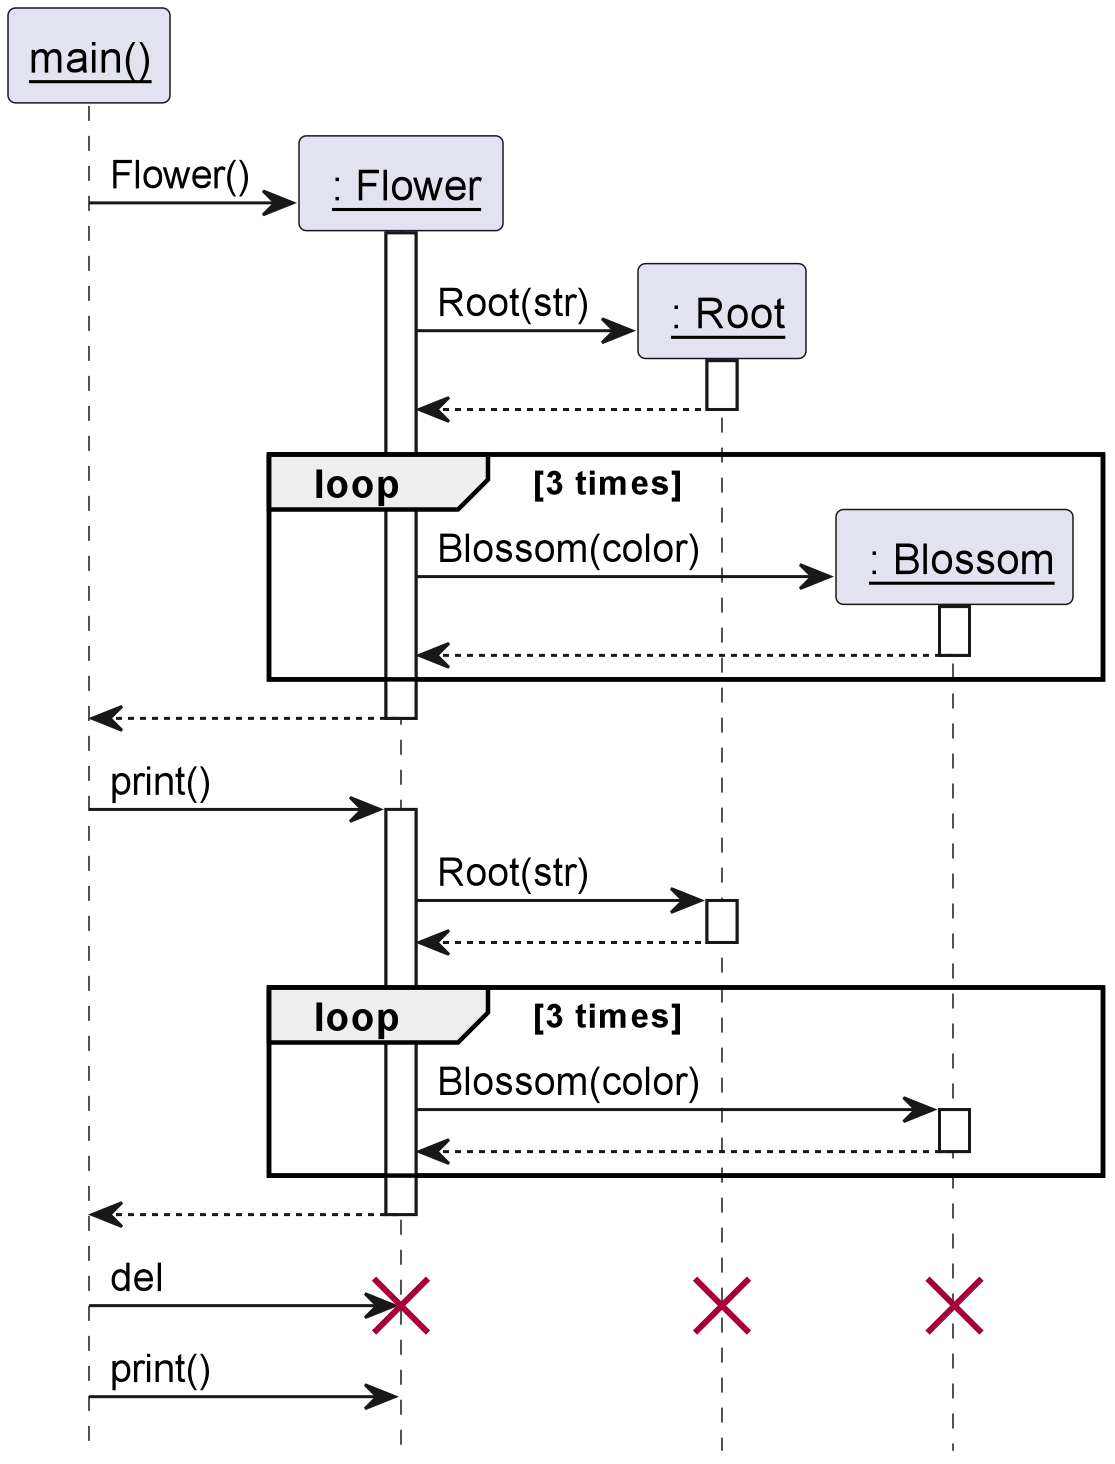 main()
Flower()
: Flower
Root(str)
: Root
loop
[3 times]
Blossom(color)
: Blossom
print()
Root(str)
loop
[3 times]
Blossom(color)
del
print()